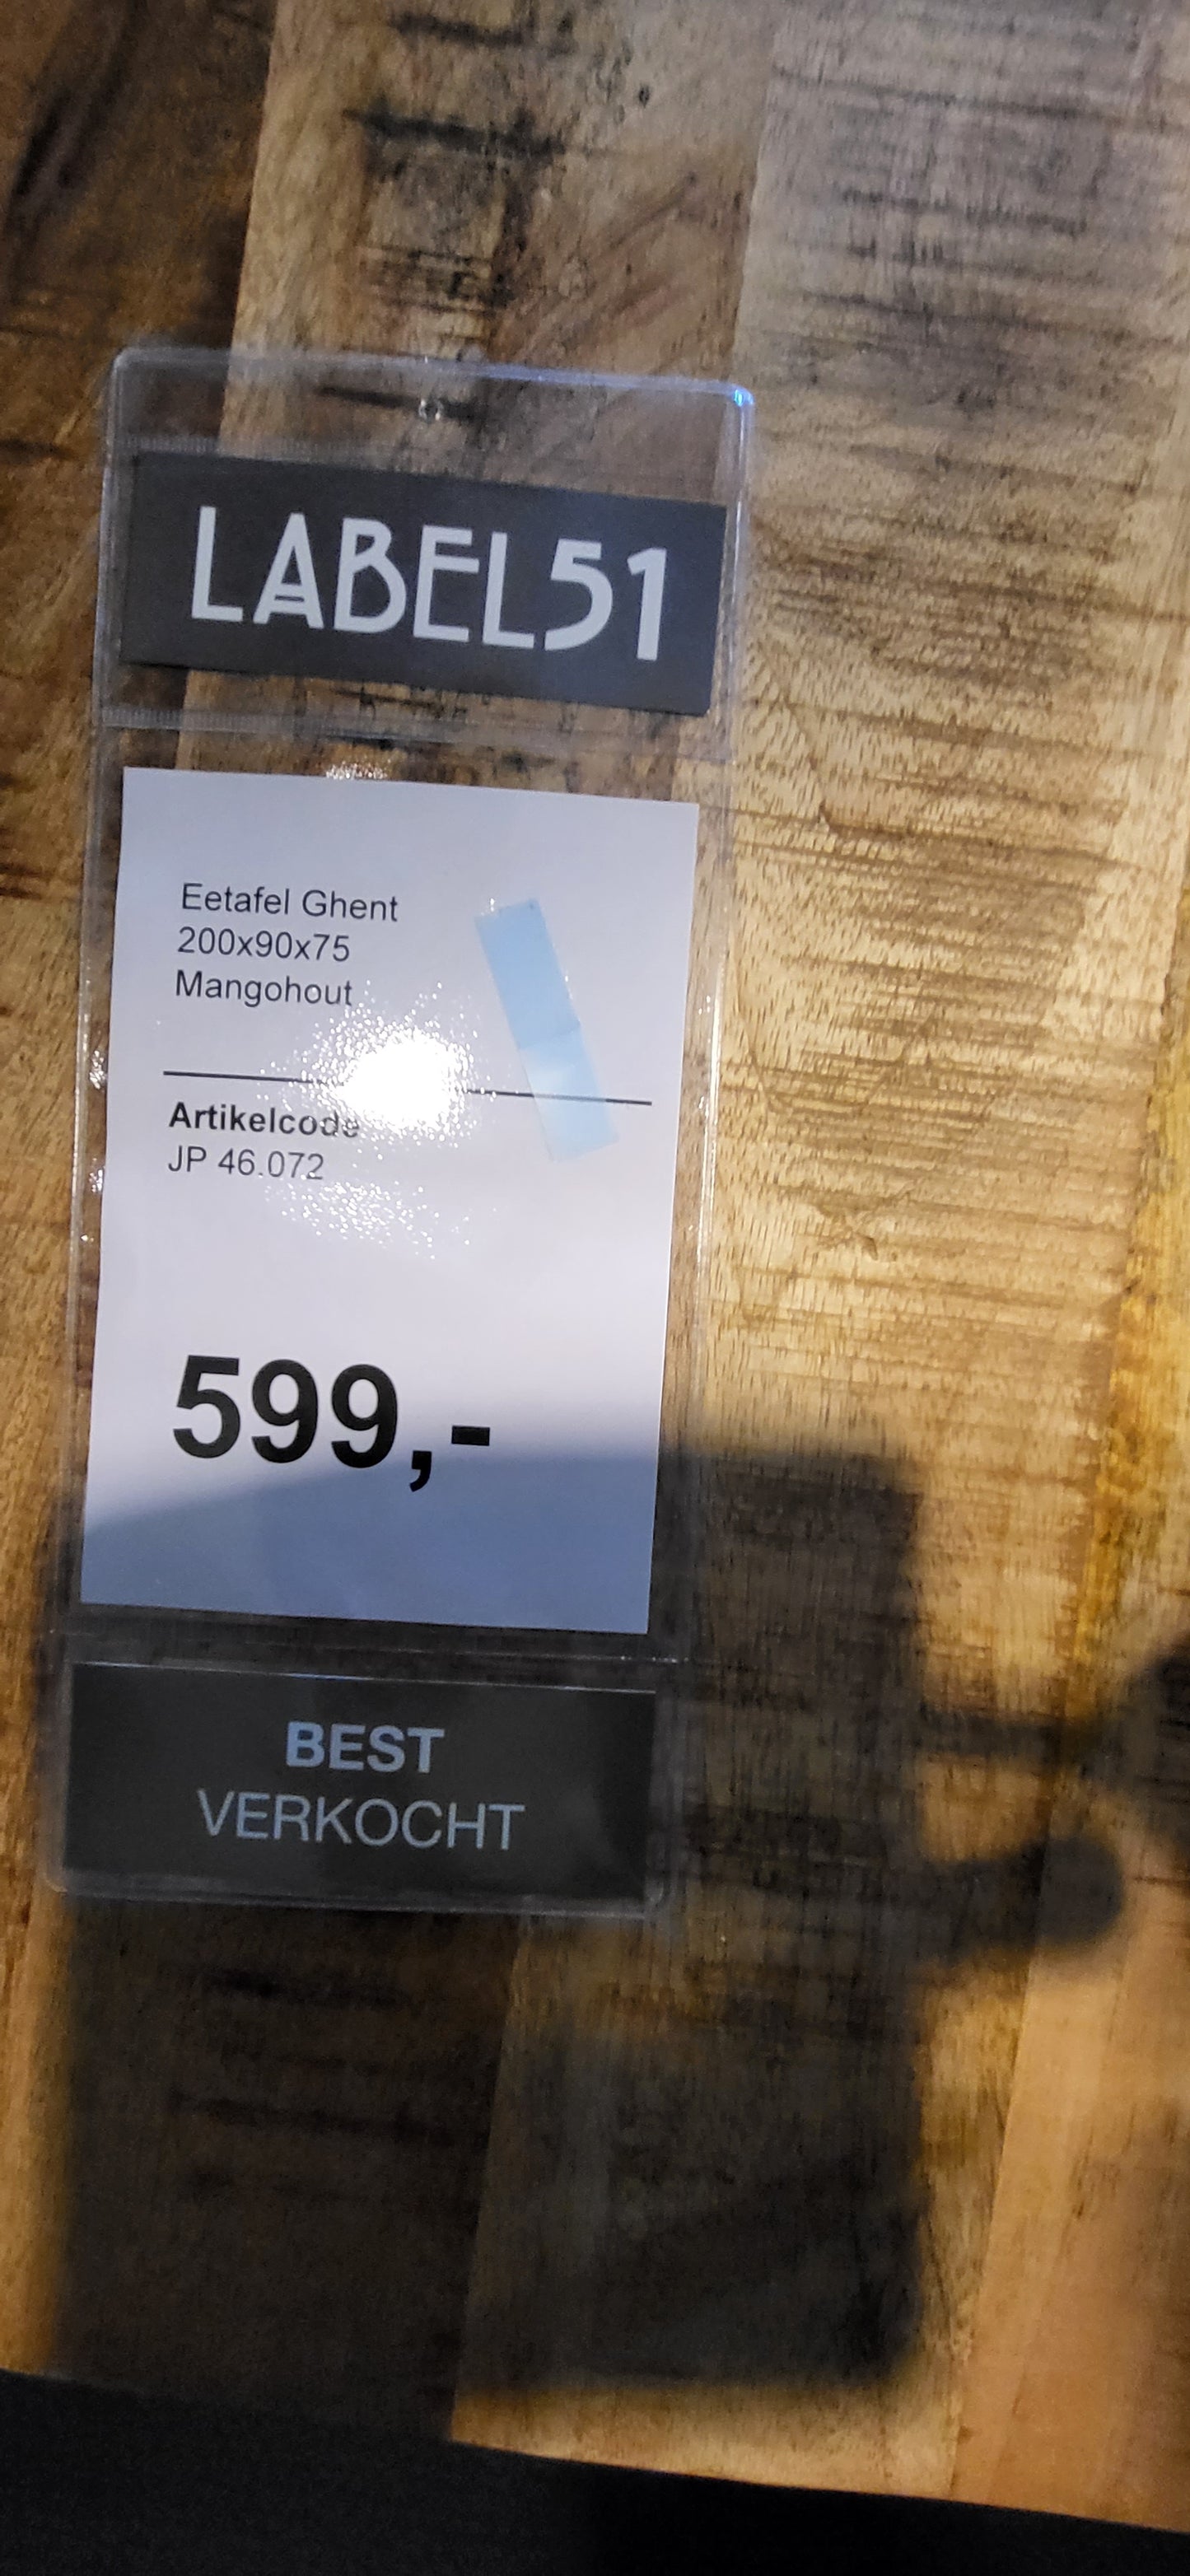 LABEL51
Eetafel Ghent
200x90x75
Mangohout
Artikelcode
JP 46.072
599,-
BEST
VERKOCHT